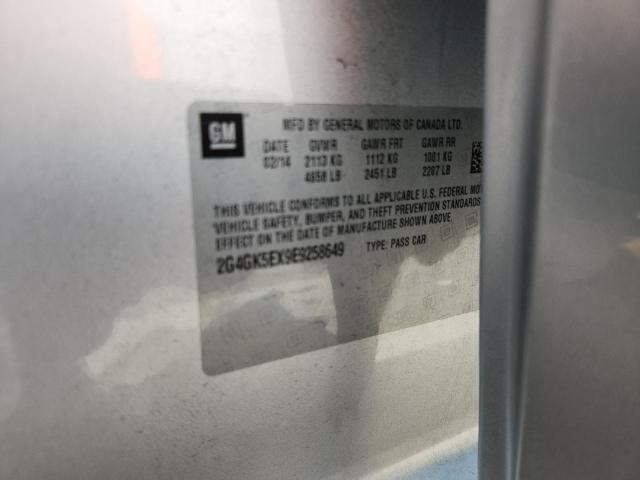 GM
MFD BY GENERAL MOTORS OF CANADA LTD.
DATE GVWR GAWR FRT GAWR RR
02/14 2113 KG 1112 KG 1001 KG
4658 LB 2451 LB 2207 LB
THIS VEHICLE CONFORMS TO ALL APPLICABLE U.S. FEDERAL MOT
VEHICLE SAFETY, BUMPER, AND THEFT PREVENTION STANDARDS
EFFECT ON THE DATE OF MANUFACTURE SHOWN ABOVE.
2G4GK5EX9E9258649 TYPE: PASS CAR